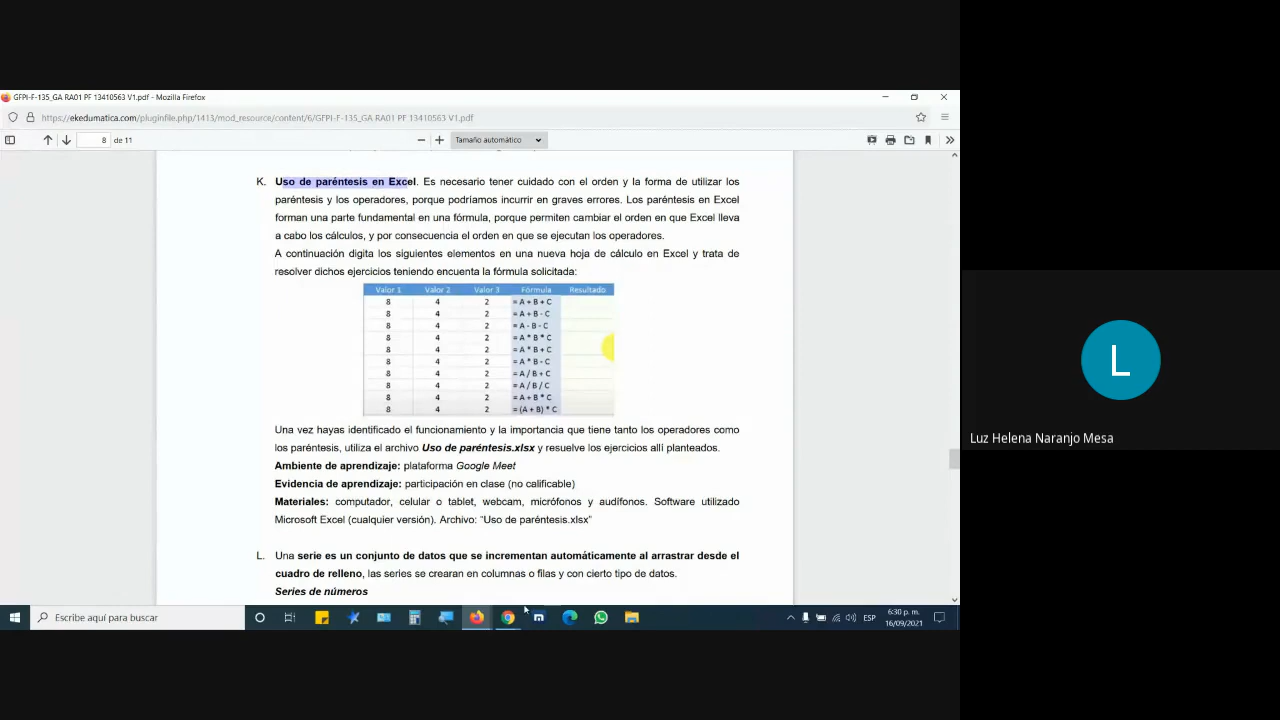 GFPI-F-135_GA RA01 PF 13410563 V1.pdf - Mozilla Firefox
https://ekedumatica.com/pluginfile.php/1413/mod_resource/content/6/GFPI-F-135_GA RA01 PF 13410563 V1.pdf
8 de 11
Tamaño automático
K. Uso de paréntesis en Excel. Es necesario tener cuidado con el orden y la forma de utilizar los
paréntesis y los operadores, porque podríamos incurrir en graves errores. Los paréntesis en Excel
forman una parte fundamental en una fórmula, porque permiten cambiar el orden en que Excel lleva
a cabo los cálculos, y por consecuencia el orden en que se ejecutan los operadores.
A continuación digita los siguientes elementos en una nueva hoja de cálculo en Excel y trata de
resolver dichos ejercicios teniendo encuenta la fórmula solicitada:
Valor 1 Valor 2 Valor 3 Fórmula Resultado
8 4 2 = A + B + C
8 4 2 = A + B - C
8 4 2 = A - B - C
8 4 2 = A * B * C
8 4 2 = A * B + C
8 4 2 = A * B - C
8 4 2 = A / B + C
8 4 2 = A / B / C
8 4 2 = A + B * C
8 4 2 = (A + B) * C
Una vez hayas identificado el funcionamiento y la importancia que tiene tanto los operadores como
los paréntesis, utiliza el archivo Uso de paréntesis.xlsx y resuelve los ejercicios allí planteados.
Ambiente de aprendizaje: plataforma Google Meet
Evidencia de aprendizaje: participación en clase (no calificable)
Materiales: computador, celular o tablet, webcam, micrófonos y audífonos. Software utilizado
Microsoft Excel (cualquier versión). Archivo: "Uso de paréntesis.xlsx"
L. Una serie es un conjunto de datos que se incrementan automáticamente al arrastrar desde el
cuadro de relleno, las series se crearan en columnas o filas y con cierto tipo de datos.
Series de números
Escribe aquí para buscar
ESP
6:30 p. m.
16/09/2021
L
Luz Helena Naranjo Mesa